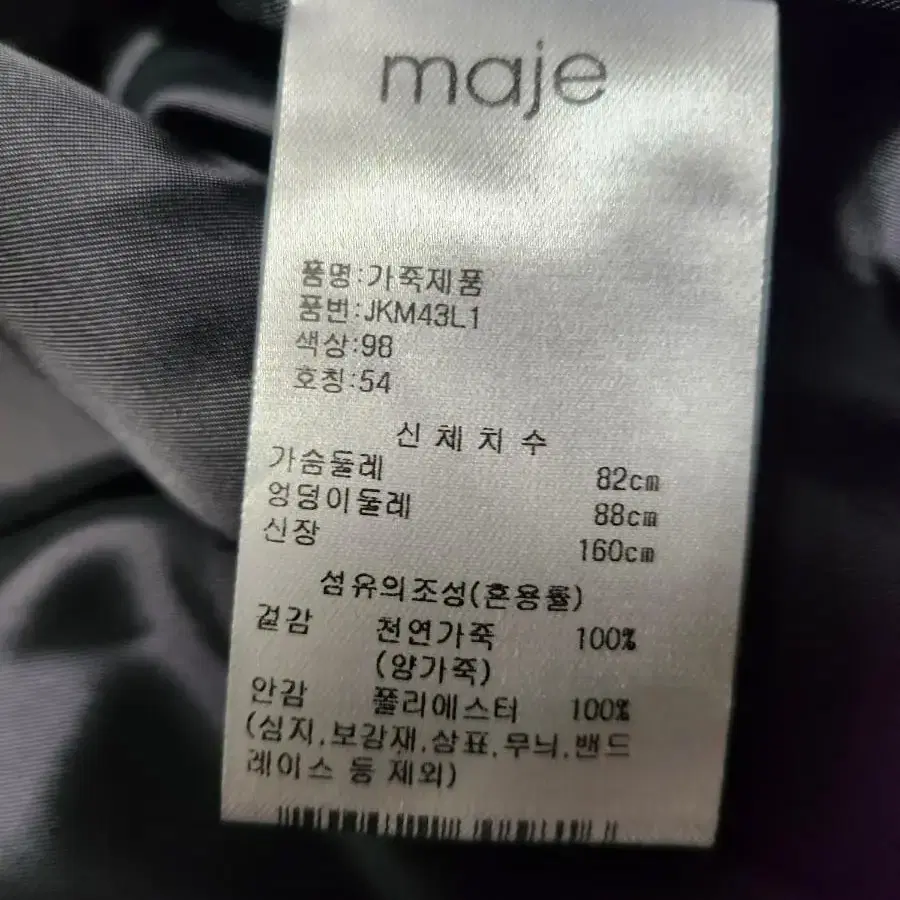 maje
품명:가죽제품
품번:JKM43L1
색상:98
호칭:54
신 체 치 수
가슴둘레 82cm
엉덩이둘레 88cm
신장 160cm
섬유의조성(혼용률)
겉감 천연가죽 100%
(양가죽)
안감 폴리에스터 100%
(심지.보강재.상표.무늬.밴드
레이스 등 제외)